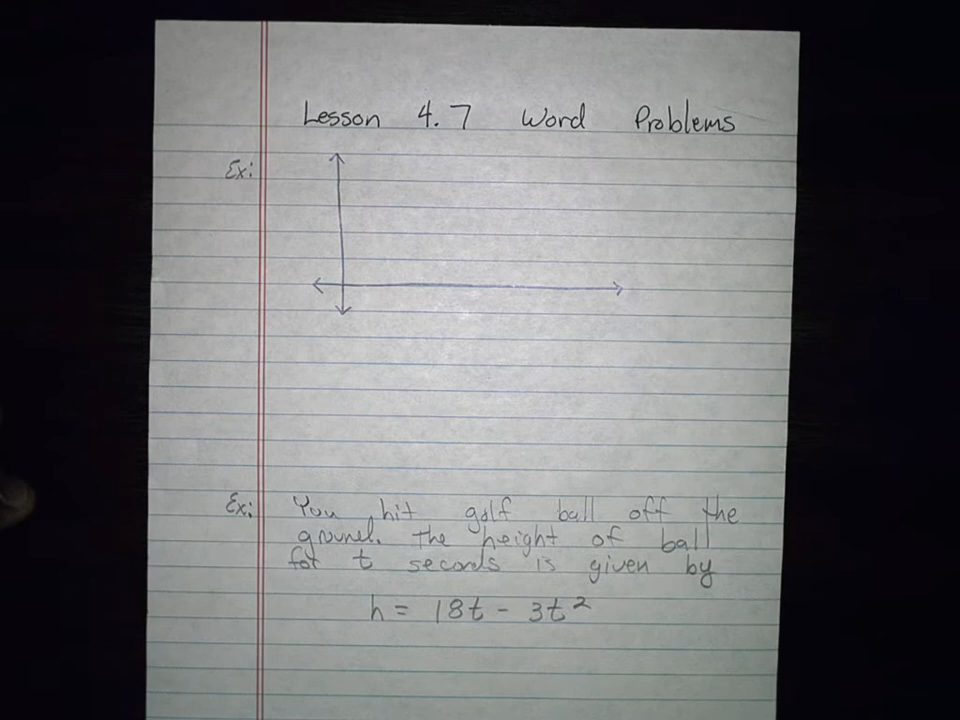 Lesson 4.7 Word Problems
Ex:
Ex: You hit golf ball off the
ground. The height of ball
for t seconds is given by
h = 18t - 3t²